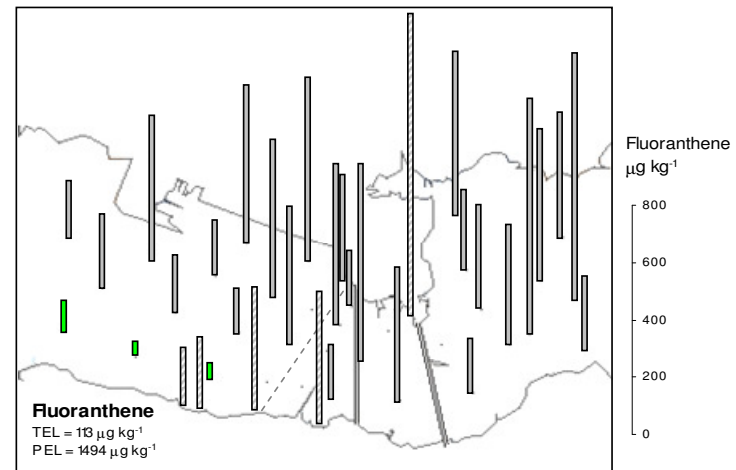 Fluoranthene
µg kg-1
800
600
400
200
0
Fluoranthene
TEL = 113 µg kg-1
PEL = 1494 µg kg-1